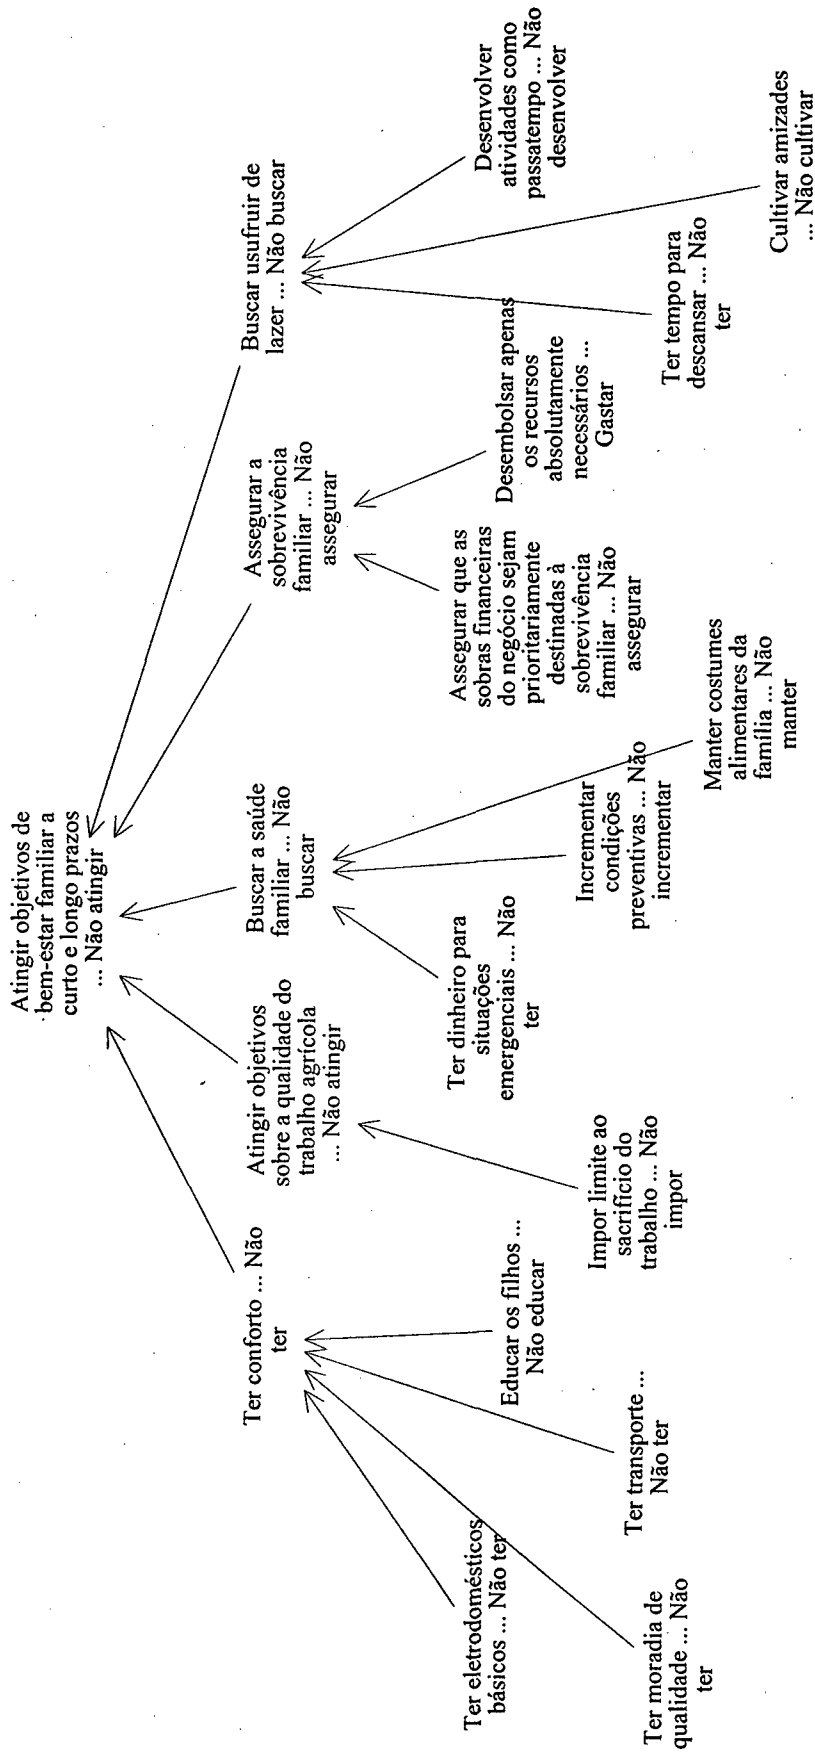 Atingir objetivos de
bem-estar familiar a
curto e longo prazos
... Não atingir
Ter conforto ... Não
ter
Atingir objetivos
sobre a qualidade do
trabalho agrícola
... Não atingir
Buscar a saúde
familiar ... Não
buscar
Assegurar a
sobrevivência
familiar ... Não
assegurar
Buscar usufruir de
lazer ... Não buscar
Ter eletrodomésticos
básicos ... Não ter
Ter moradia de
qualidade ... Não
ter
Ter transporte ...
Não ter
Educar os filhos ...
Não educar
Impor limite ao
sacrifício do
trabalho ... Não
impor
Ter dinheiro para
situações
emergenciais ... Não
ter
Incrementar
condições
preventivas ... Não
incrementar
Manter costumes
alimentares da
família ... Não
manter
Assegurar que as
sobras financeiras
do negócio sejam
prioritariamente
destinadas à
sobrevivência
familiar ... Não
assegurar
Desembolsar apenas
os recursos
absolutamente
necessários ...
Gastar
Ter tempo para
descansar ... Não
ter
Cultivar amizades
... Não cultivar
Desenvolver
atividades como
passatempo ... Não
desenvolver